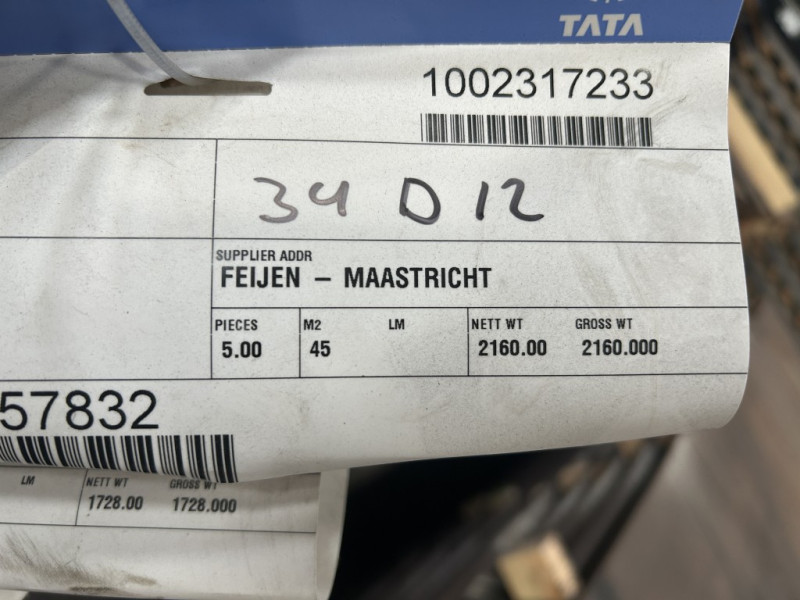 TATA
1002317233
34 D 12
SUPPLIER ADDR
FEIJEN – MAASTRICHT
PIECES M2 LM NETT WT GROSS WT
5.00 45 2160.00 2160.000
57832
LM NETT WT GROSS WT
1728.00 1728.000